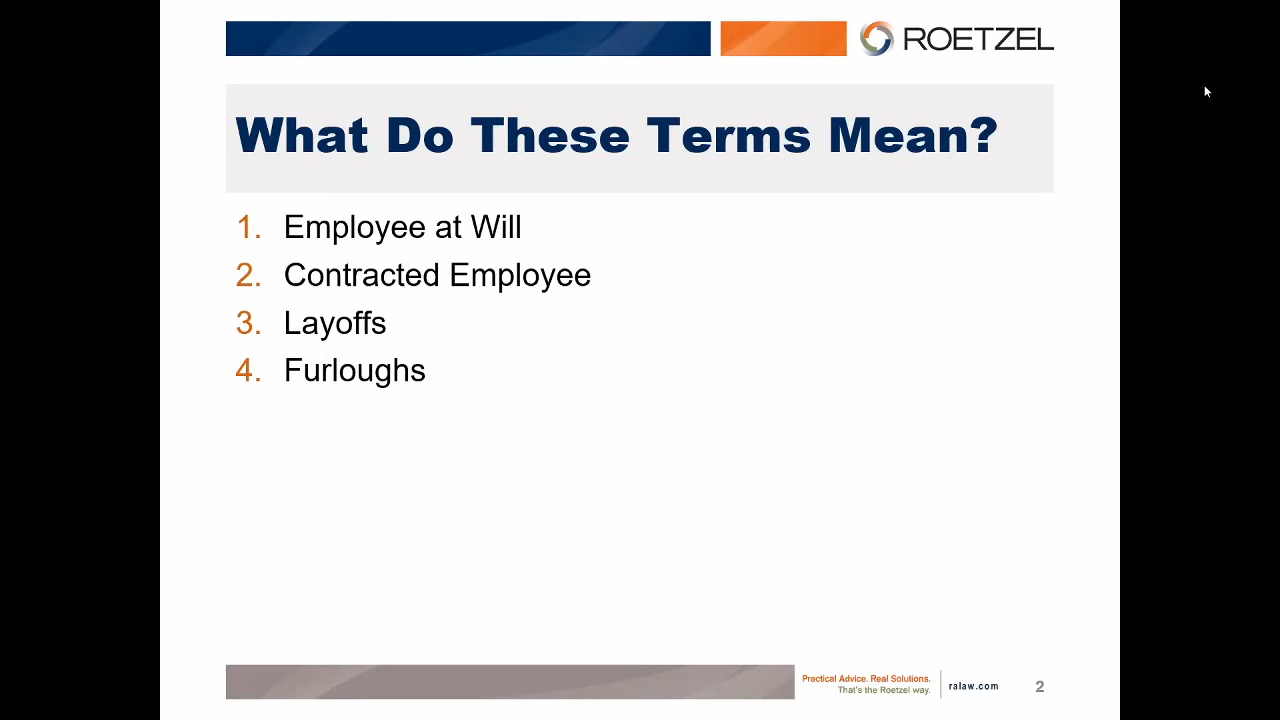 ROETZEL
What Do These Terms Mean?
1. Employee at Will
2. Contracted Employee
3. Layoffs
4. Furloughs
Practical Advice. Real Solutions.
That's the Roetzel way.
ralaw.com
2